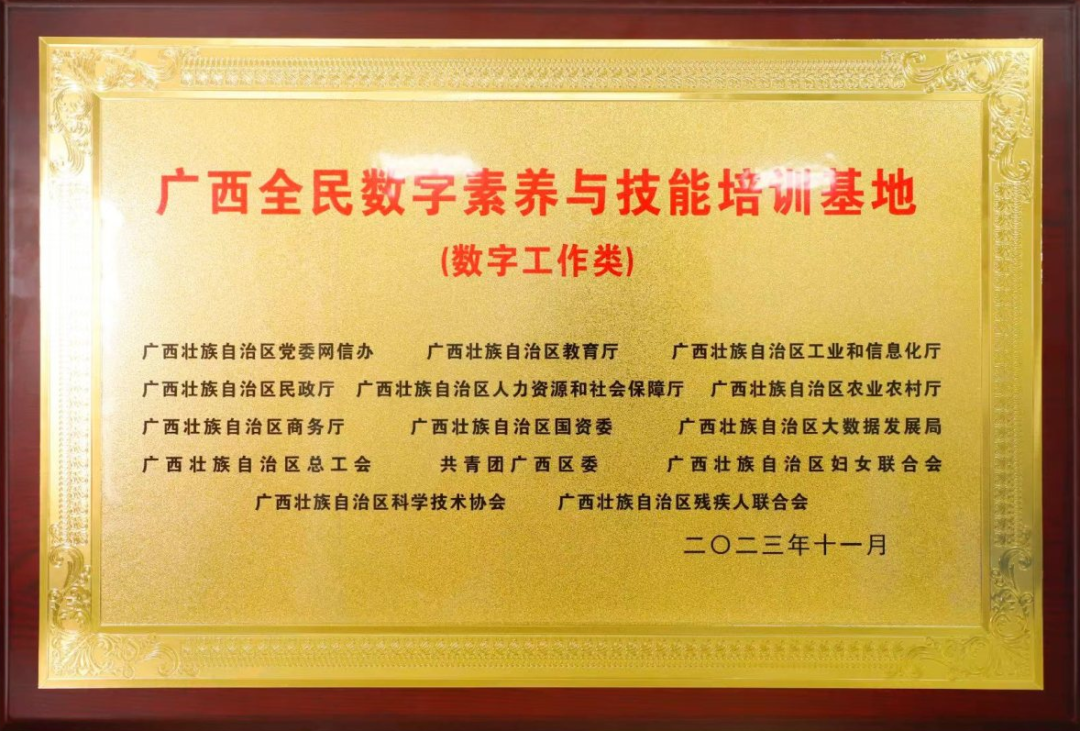 广西全民数字素养与技能培训基地
(数字工作类)
广西壮族自治区党委网信办 广西壮族自治区教育厅 广西壮族自治区工业和信息化厅
广西壮族自治区民政厅 广西壮族自治区人力资源和社会保障厅 广西壮族自治区农业农村厅
广西壮族自治区商务厅 广西壮族自治区国资委 广西壮族自治区大数据发展局
广西壮族自治区总工会 共青团广西区委 广西壮族自治区妇女联合会
广西壮族自治区科学技术协会 广西壮族自治区残疾人联合会
二〇二三年十一月